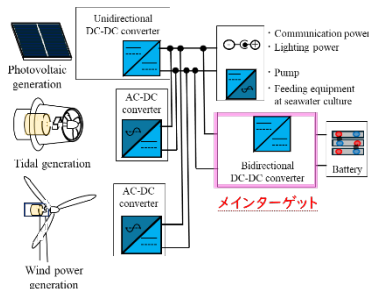 Unidirectional
DC-DC converter
Photovoltaic
generation
AC-DC
converter
Tidal generation
AC-DC
converter
Wind power
generation
・Communication power
・Lighting power
・Pump
・Feeding equipment
at seawater culture
Bidirectional
DC-DC converter
Battery
メインターゲット